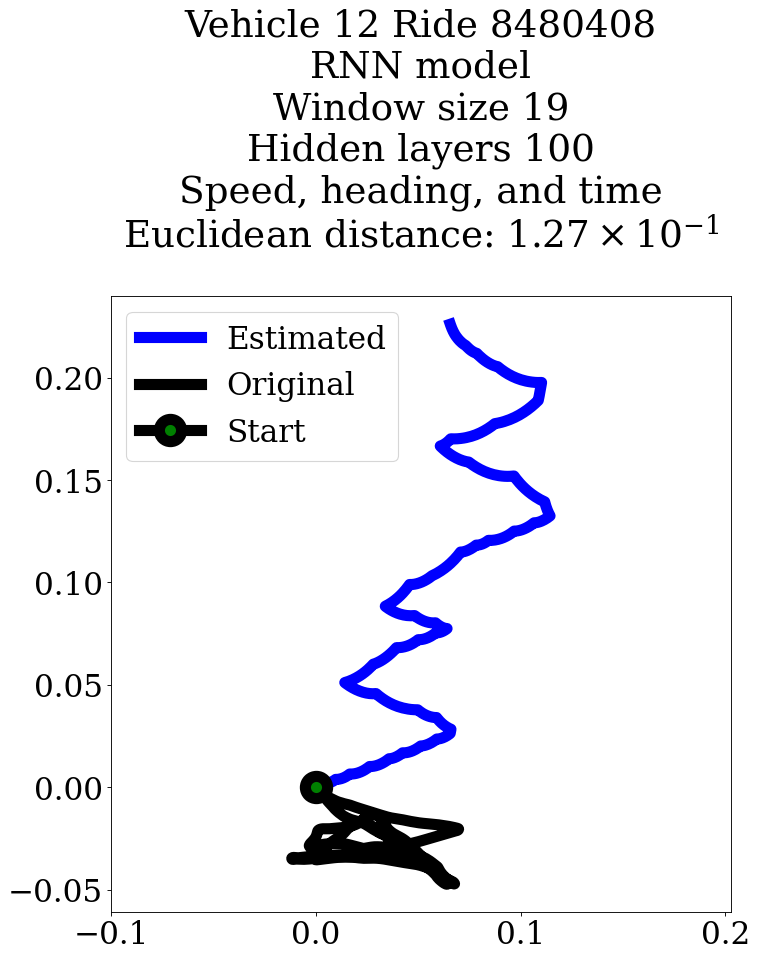 Vehicle 12 Ride 8480408
RNN model
Window size 19
Hidden layers 100
Speed, heading, and time
Euclidean distance: 1.27 × 10⁻¹
Estimated
Original
Start
0.20
0.15
0.10
0.05
0.00
−0.05
−0.1
0.0
0.1
0.2